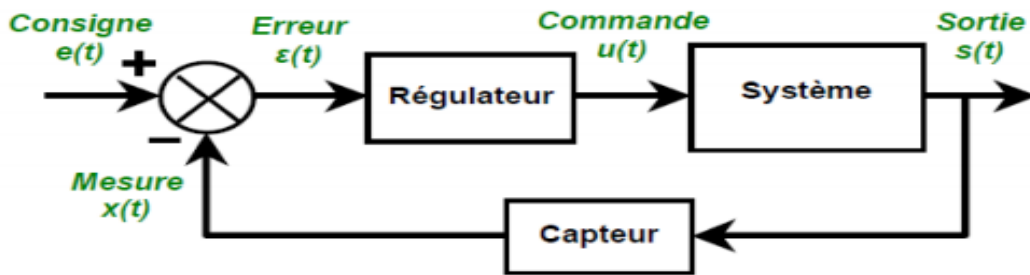 Consigne
e(t)
+
−
Erreur
ε(t)
Régulateur
Commande
u(t)
Système
Sortie
s(t)
Mesure
x(t)
Capteur